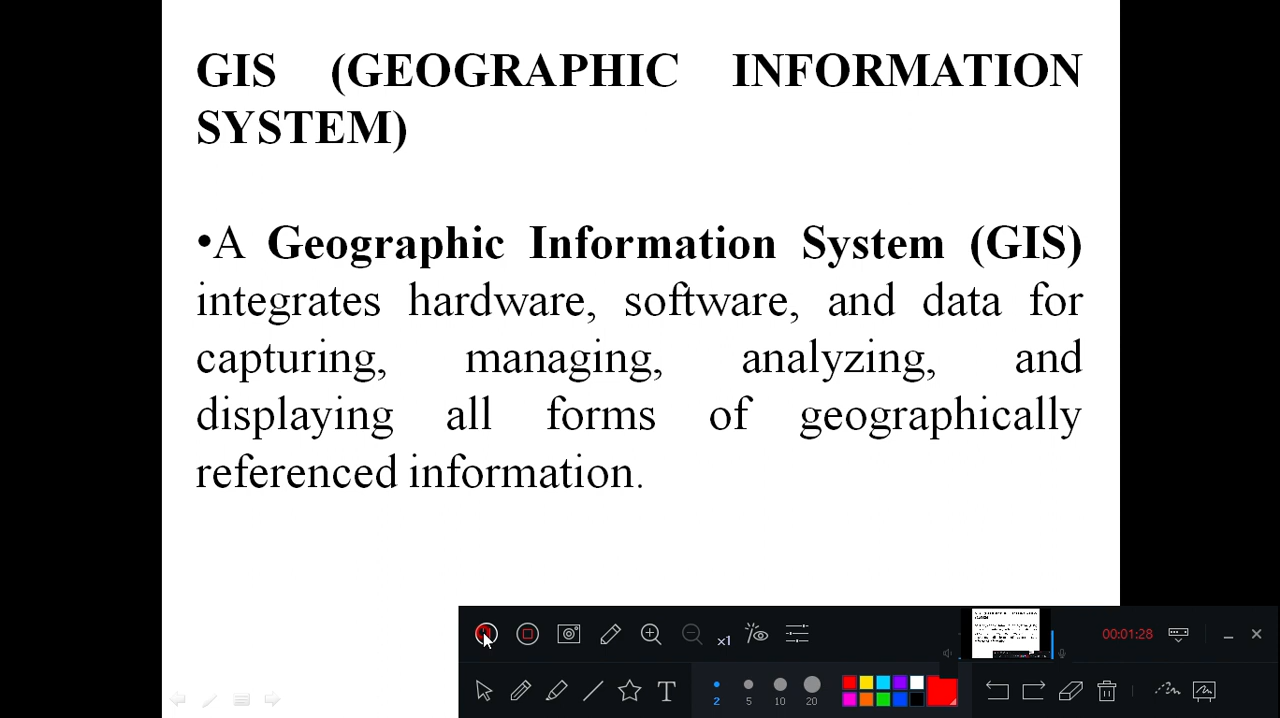 GIS (GEOGRAPHIC INFORMATION
SYSTEM)
•A Geographic Information System (GIS)
integrates hardware, software, and data for
capturing, managing, analyzing, and
displaying all forms of geographically
referenced information.
x1
00:01:28
T
2 5 10 20